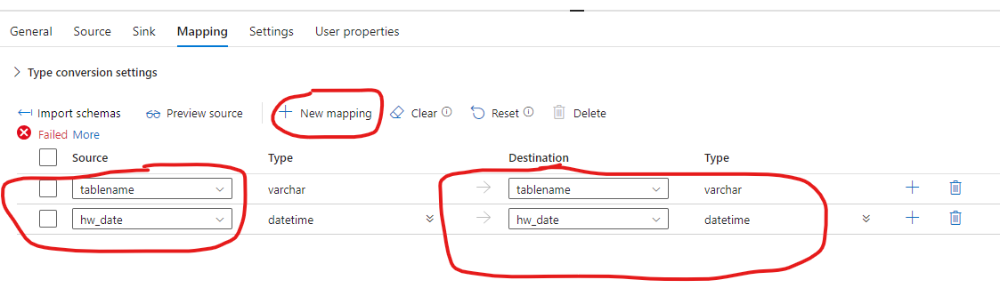 General Source Sink Mapping Settings User properties
Type conversion settings
Import schemas Preview source New mapping Clear Reset Delete
Failed More
Source Type Destination Type
tablename varchar tablename varchar
hw_date datetime hw_date datetime